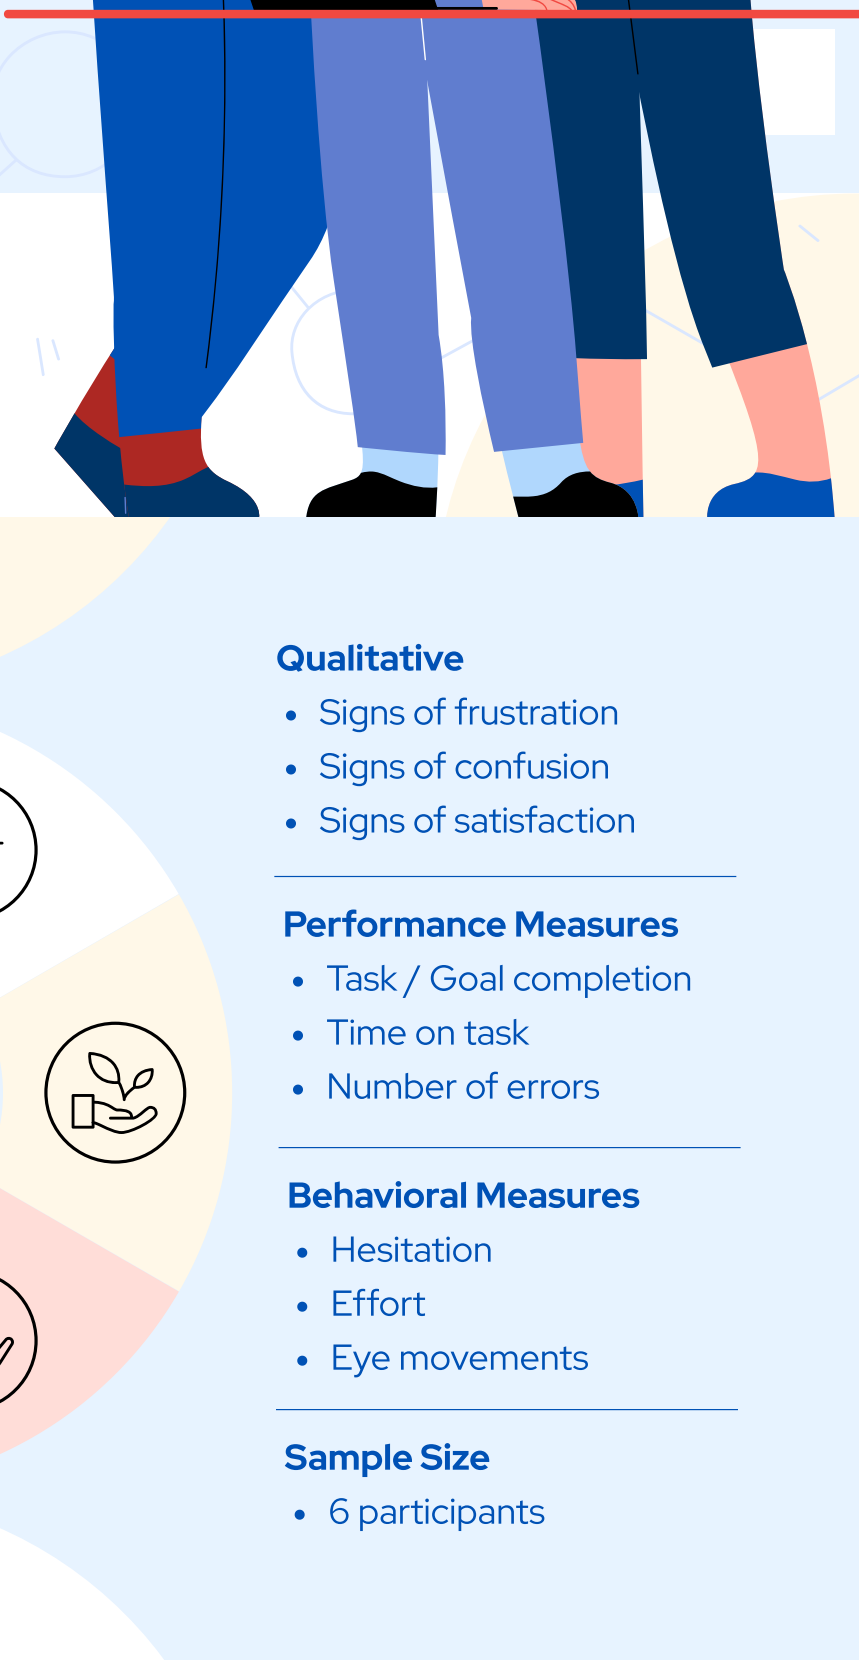 Qualitative
• Signs of frustration
• Signs of confusion
• Signs of satisfaction
Performance Measures
• Task / Goal completion
• Time on task
• Number of errors
Behavioral Measures
• Hesitation
• Effort
• Eye movements
Sample Size
• 6 participants